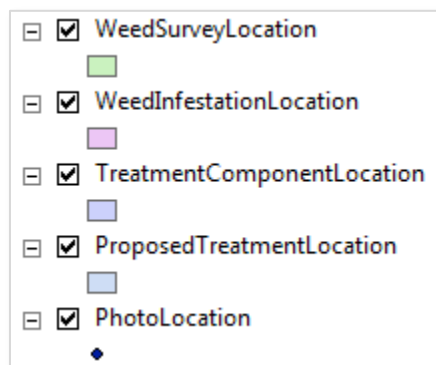 WeedSurveyLocation
WeedInfestationLocation
TreatmentComponentLocation
ProposedTreatmentLocation
PhotoLocation